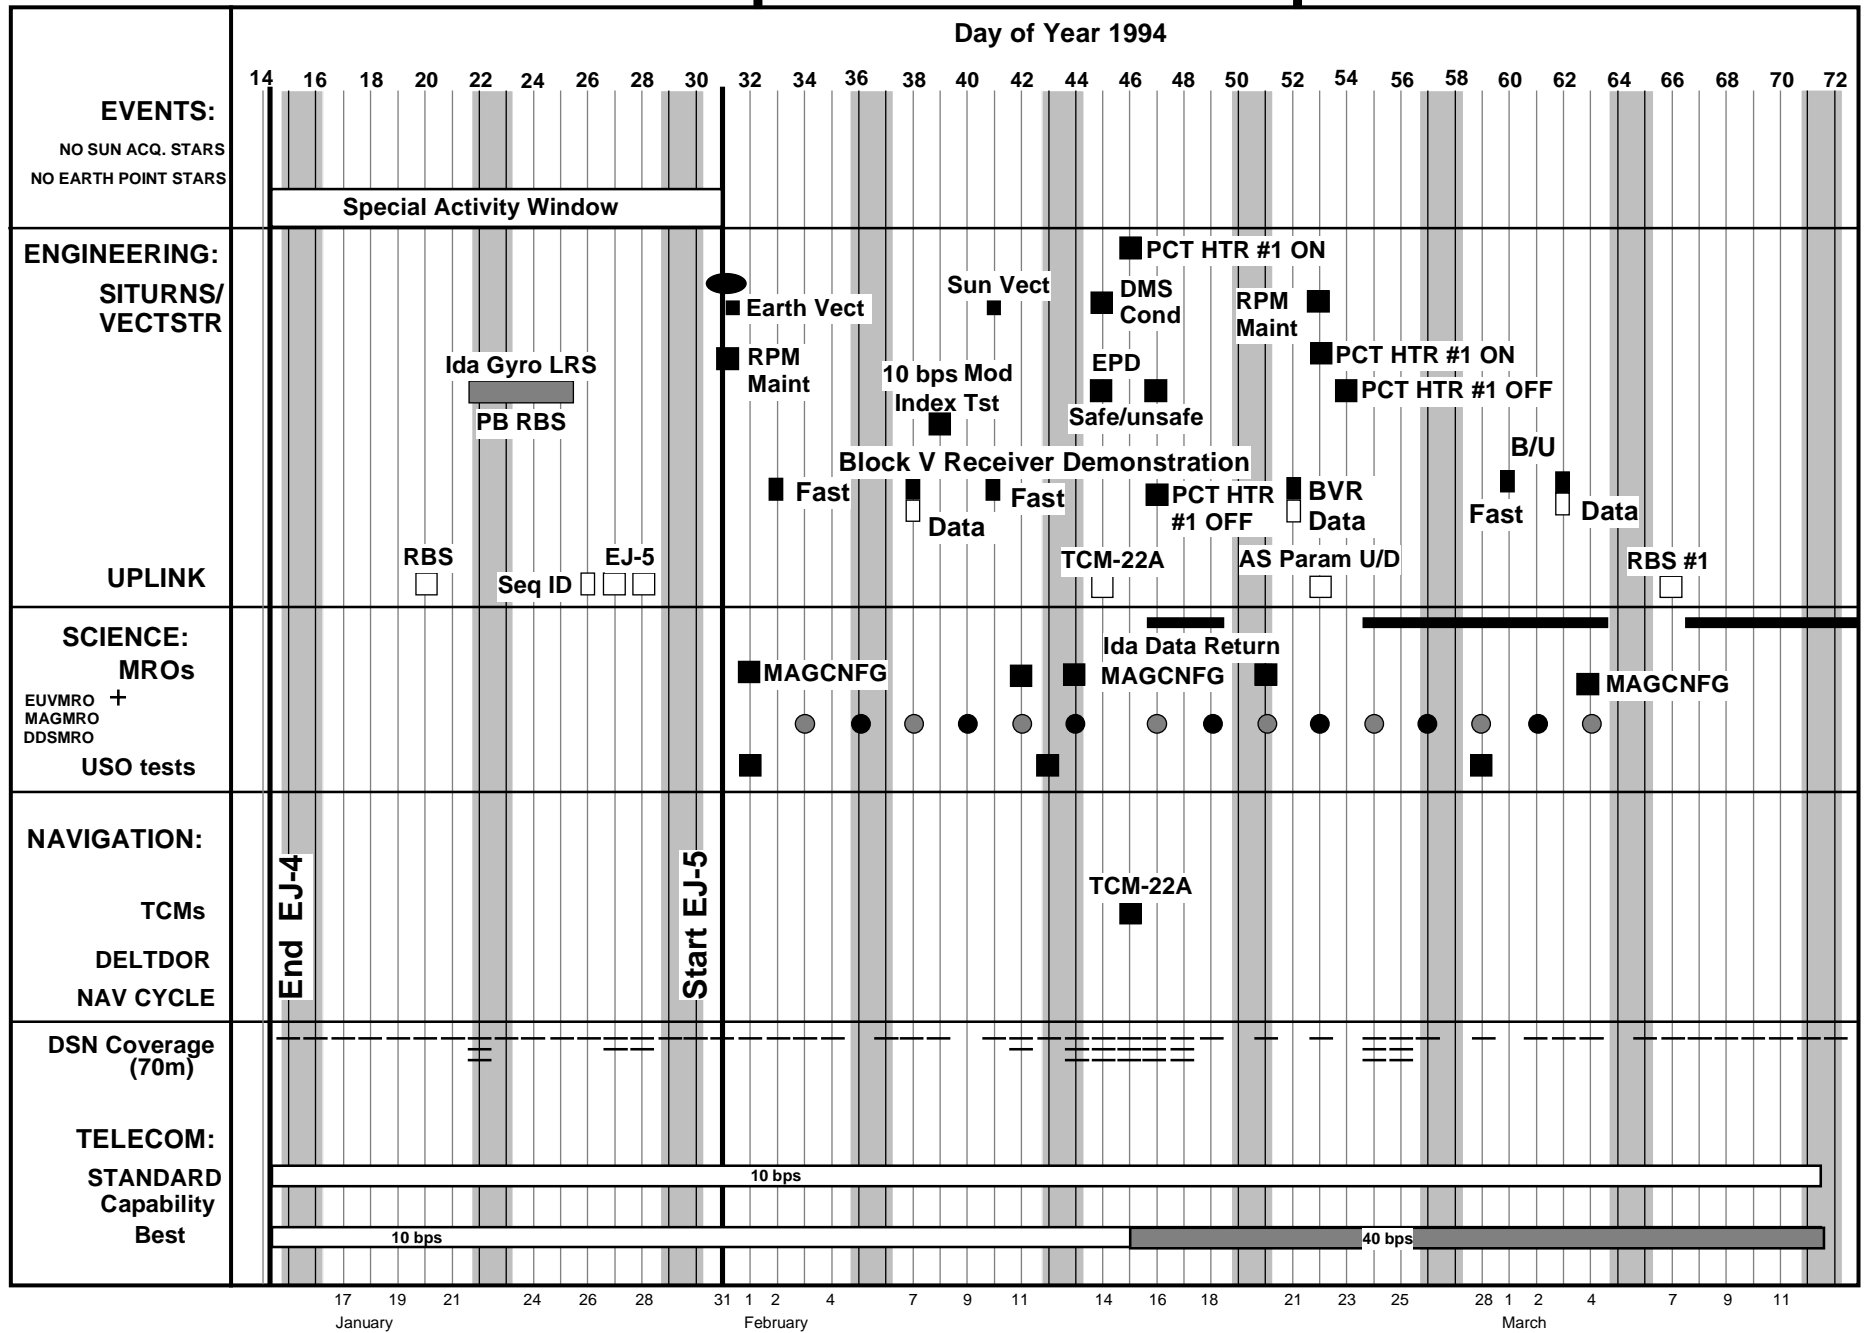 Day of Year 1994
14 16 18 20 22 24 26 28 30 32 34 36 38 40 42 44 46 48 50 52 54 56 58 60 62 64 66 68 70 72
EVENTS:
NO SUN ACQ. STARS
NO EARTH POINT STARS
Special Activity Window
ENGINEERING:
SITURNS/
VECTSTR
PCT HTR #1 ON
Sun Vect
Earth Vect
DMS
Cond
RPM
Maint
RPM
Maint
PCT HTR #1 ON
Ida Gyro LRS
PB RBS
10 bps Mod
Index Tst
EPD
Safe/unsafe
PCT HTR #1 OFF
B/U
Block V Receiver Demonstration
Fast
Data
Fast
PCT HTR
#1 OFF
BVR
Data
Fast
Data
UPLINK
RBS
Seq ID
EJ-5
TCM-22A
AS Param U/D
RBS #1
SCIENCE:
MROs
Ida Data Return
MAGCNFG
MAGCNFG
MAGCNFG
EUVMRO +
MAGMRO
DDSMRO
USO tests
NAVIGATION:
TCMs
DELTDOR
NAV CYCLE
End EJ-4
Start EJ-5
TCM-22A
DSN Coverage
(70m)
TELECOM:
STANDARD
Capability
10 bps
Best
10 bps
40 bps
17 19 21 24 26 28 31 1 2 4 7 9 11 14 16 18 21 23 25 28 1 2 4 7 9 11
January February March